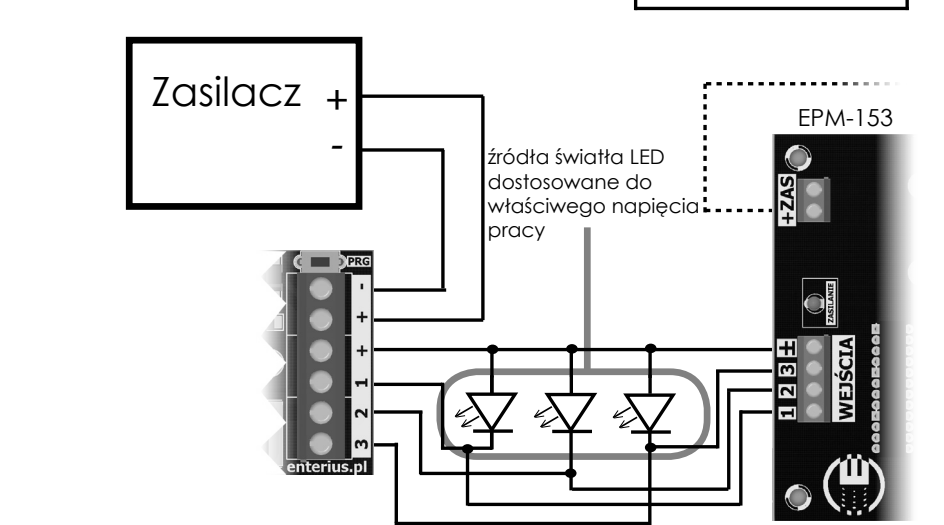 Zasilacz +
-
EPM-153
źródła światła LED
dostosowane do
właściwego napięcia
pracy
+ZAS
PRG
-
+
+
1
2
3
enterius.pl
ZASILANIE
+
3
2
1
WEJŚCIA